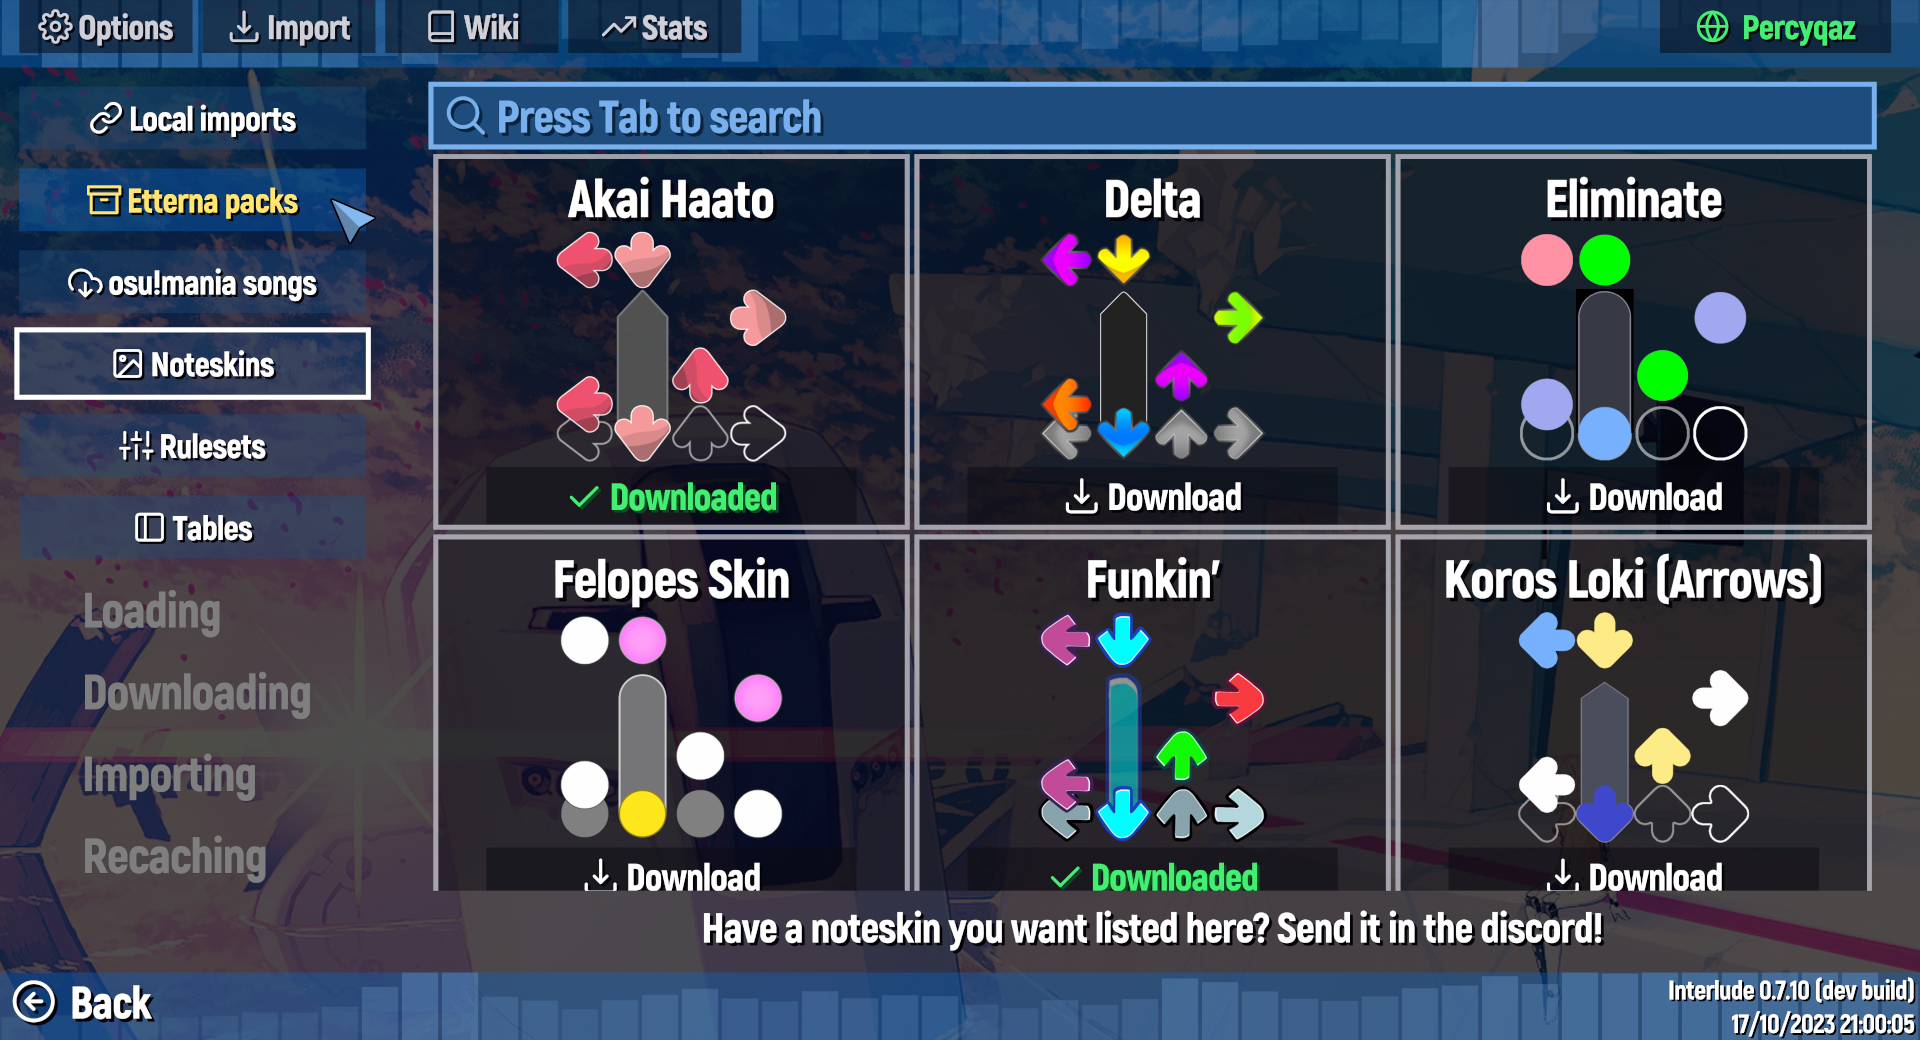 Options
Import
Wiki
Stats
Percyqaz
Local imports
Etterna packs
osu!mania songs
Noteskins
Rulesets
Tables
Loading
Downloading
Importing
Recaching
Press Tab to search
Akai Haato
Downloaded
Delta
Download
Eliminate
Download
Felopes Skin
Download
Funkin'
Downloaded
Koros Loki (Arrows)
Download
Have a noteskin you want listed here? Send it in the discord!
Back
Interlude 0.7.10 (dev build)
17/10/2023 21:00:05